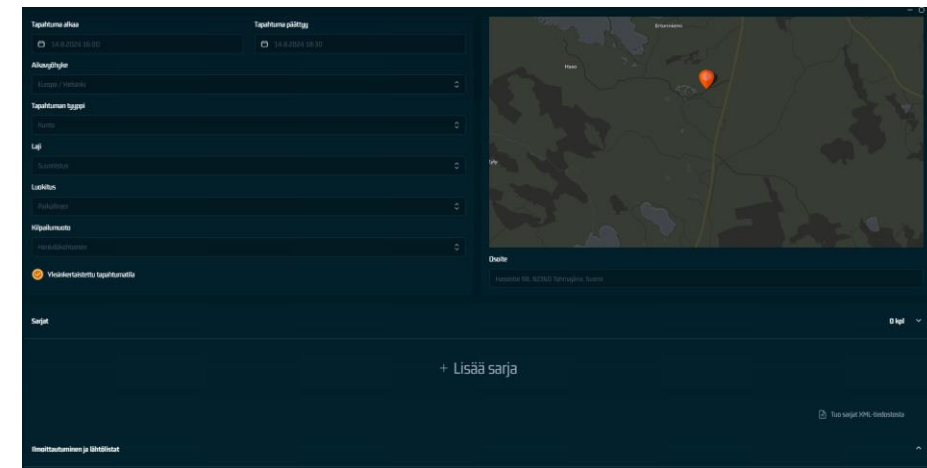 Tapahtuma alkaa
Tapahtuma päättyy
14.8.2024 16:00
14.8.2024 18:30
Aikavyöhyke
Europe / Helsinki
Tapahtuman tyyppi
Kunto
Laji
Suunnistus
Luokitus
Paikallinen
Kilpailumuoto
Henkilökohtainen
Yksinkertaistettu tapahtumatila
Haso
Osoite
Suomi
Sarjat
0 kpl
+ Lisää sarja
Tuo sarjat XML-tiedostosta
Ilmoittautuminen ja lähtölistat